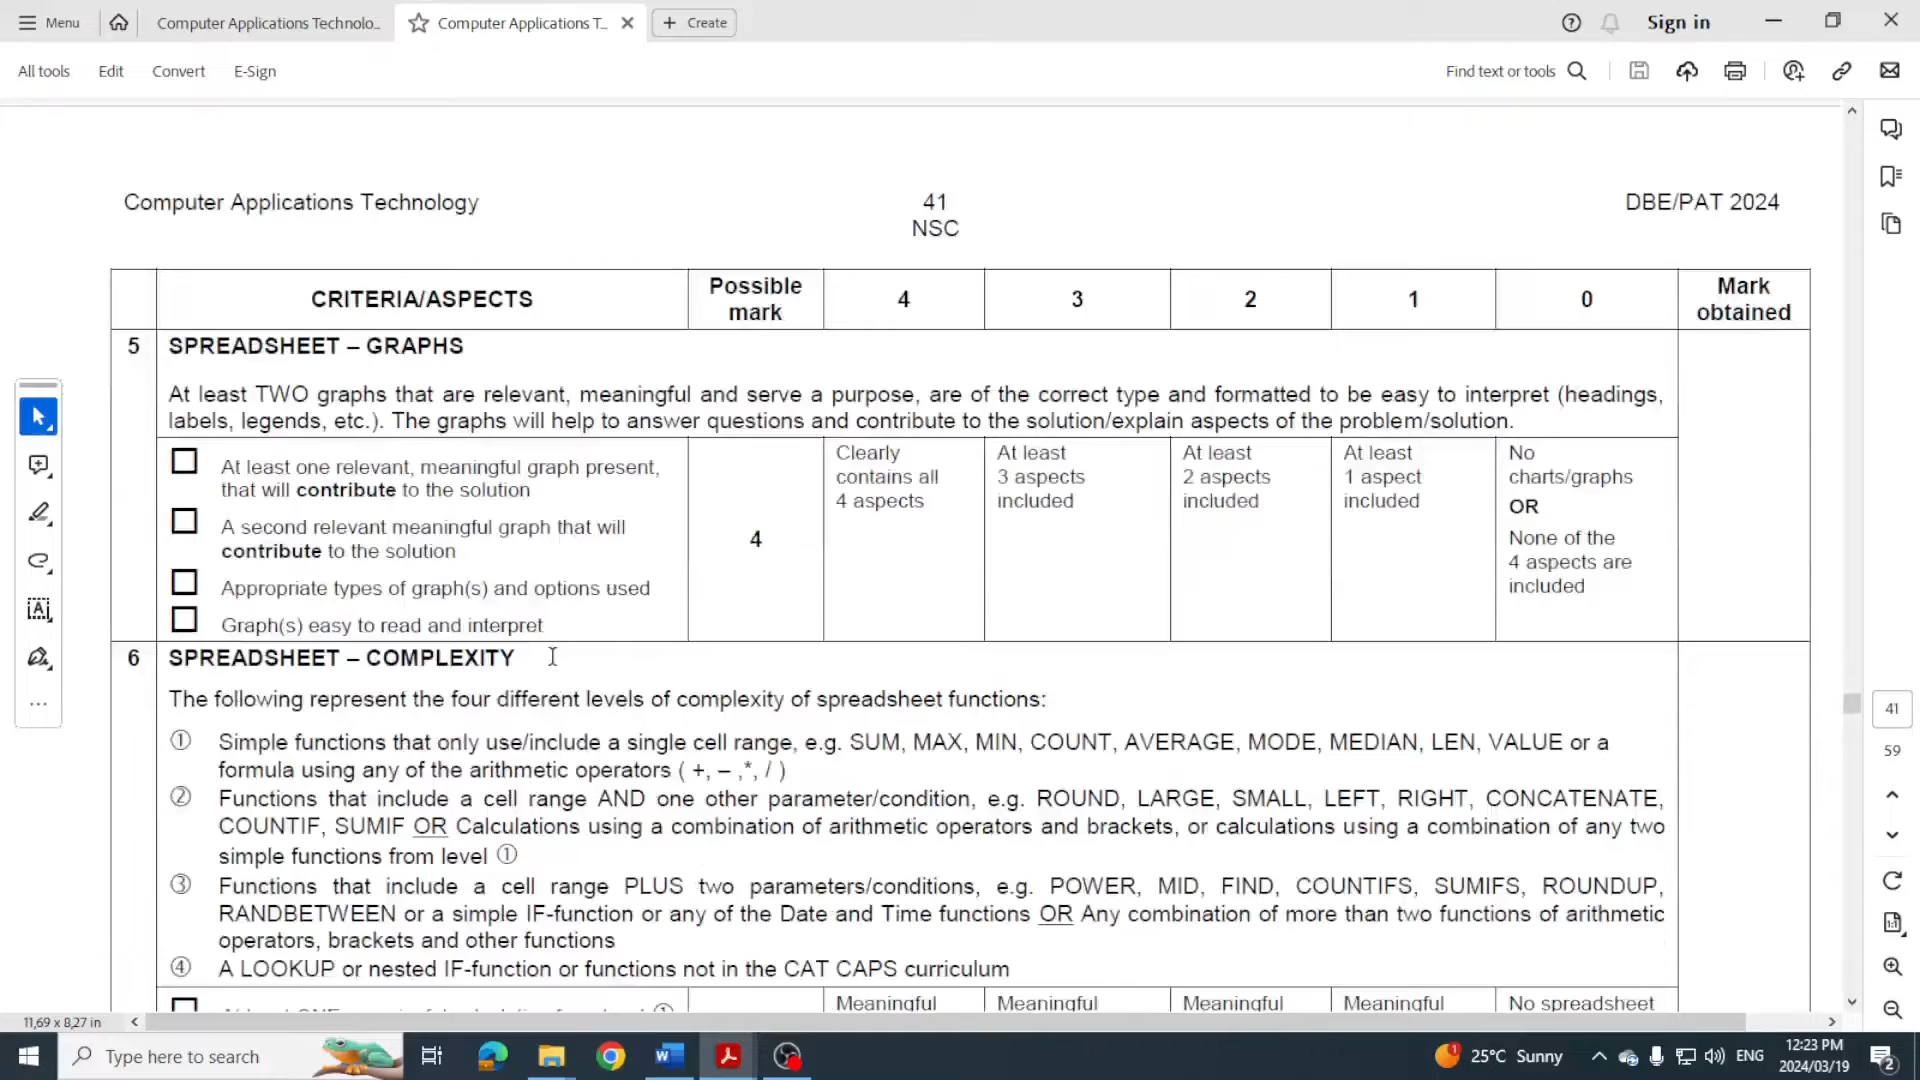 Menu
Computer Applications Technolo...
Computer Applications T...
Create
Sign in
All tools
Edit
Convert
E-Sign
Find text or tools
Computer Applications Technology
41
NSC
DBE/PAT 2024
CRITERIA/ASPECTS
Possible mark
4
3
2
1
0
Mark obtained
5
SPREADSHEET – GRAPHS
At least TWO graphs that are relevant, meaningful and serve a purpose, are of the correct type and formatted to be easy to interpret (headings,
labels, legends, etc.). The graphs will help to answer questions and contribute to the solution/explain aspects of the problem/solution.
At least one relevant, meaningful graph present,
that will contribute to the solution
A second relevant meaningful graph that will
contribute to the solution
Appropriate types of graph(s) and options used
Graph(s) easy to read and interpret
4
Clearly
contains all
4 aspects
At least
3 aspects
included
At least
2 aspects
included
At least
1 aspect
included
No
charts/graphs
OR
None of the
4 aspects are
included
6
SPREADSHEET – COMPLEXITY
The following represent the four different levels of complexity of spreadsheet functions:
① Simple functions that only use/include a single cell range, e.g. SUM, MAX, MIN, COUNT, AVERAGE, MODE, MEDIAN, LEN, VALUE or a
formula using any of the arithmetic operators ( +, – ,*, / )
② Functions that include a cell range AND one other parameter/condition, e.g. ROUND, LARGE, SMALL, LEFT, RIGHT, CONCATENATE,
COUNTIF, SUMIF OR Calculations using a combination of arithmetic operators and brackets, or calculations using a combination of any two
simple functions from level ①
③ Functions that include a cell range PLUS two parameters/conditions, e.g. POWER, MID, FIND, COUNTIFS, SUMIFS, ROUNDUP,
RANDBETWEEN or a simple IF-function or any of the Date and Time functions OR Any combination of more than two functions of arithmetic
operators, brackets and other functions
④ A LOOKUP or nested IF-function or functions not in the CAT CAPS curriculum
Meaningful
Meaningful
Meaningful
Meaningful
No spreadsheet
41
59
11,69 x 8,27 in
Type here to search
1
25°C Sunny
ENG
12:23 PM
2024/03/19
2